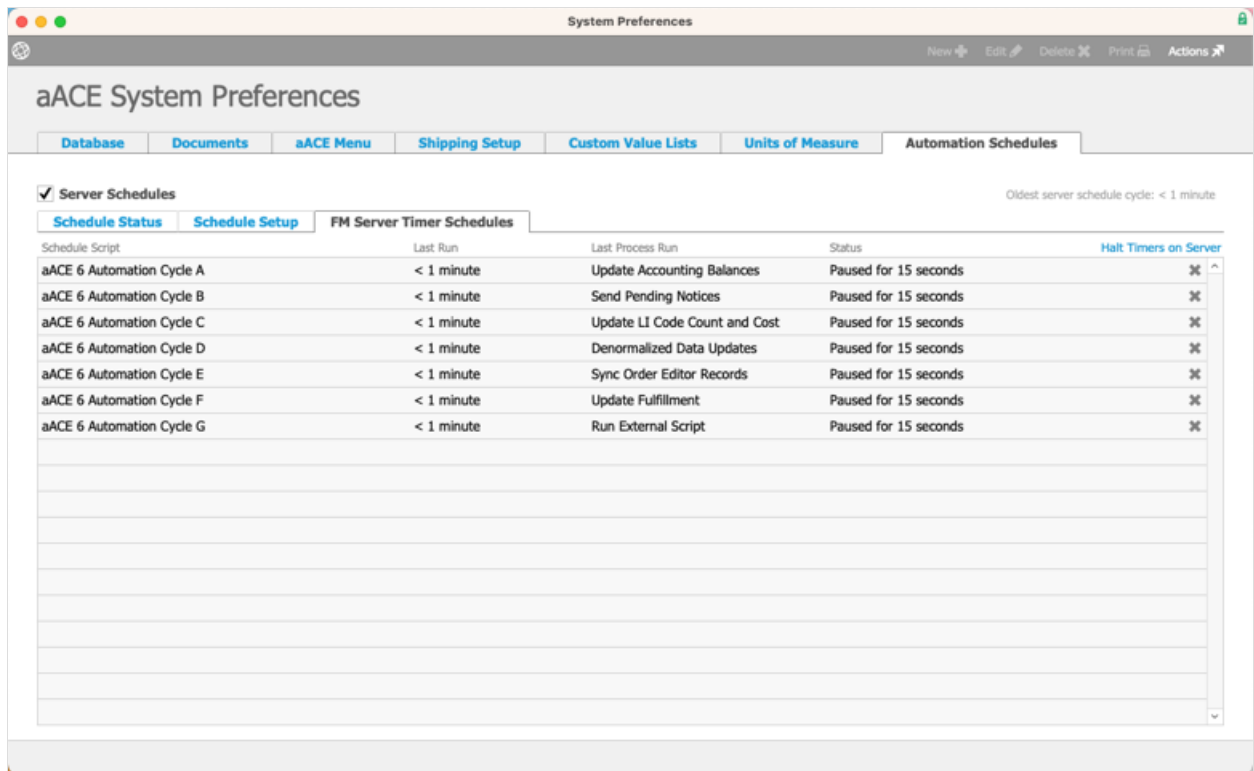 System Preferences
New Edit Delete Print Actions
aACE System Preferences
Database Documents aACE Menu Shipping Setup Custom Value Lists Units of Measure Automation Schedules
Server Schedules Oldest server schedule cycle: < 1 minute
Schedule Status Schedule Setup FM Server Timer Schedules
Schedule Script Last Run Last Process Run Status Halt Timers on Server
aACE 6 Automation Cycle A < 1 minute Update Accounting Balances Paused for 15 seconds
aACE 6 Automation Cycle B < 1 minute Send Pending Notices Paused for 15 seconds
aACE 6 Automation Cycle C < 1 minute Update LI Code Count and Cost Paused for 15 seconds
aACE 6 Automation Cycle D < 1 minute Denormalized Data Updates Paused for 15 seconds
aACE 6 Automation Cycle E < 1 minute Sync Order Editor Records Paused for 15 seconds
aACE 6 Automation Cycle F < 1 minute Update Fulfillment Paused for 15 seconds
aACE 6 Automation Cycle G < 1 minute Run External Script Paused for 15 seconds